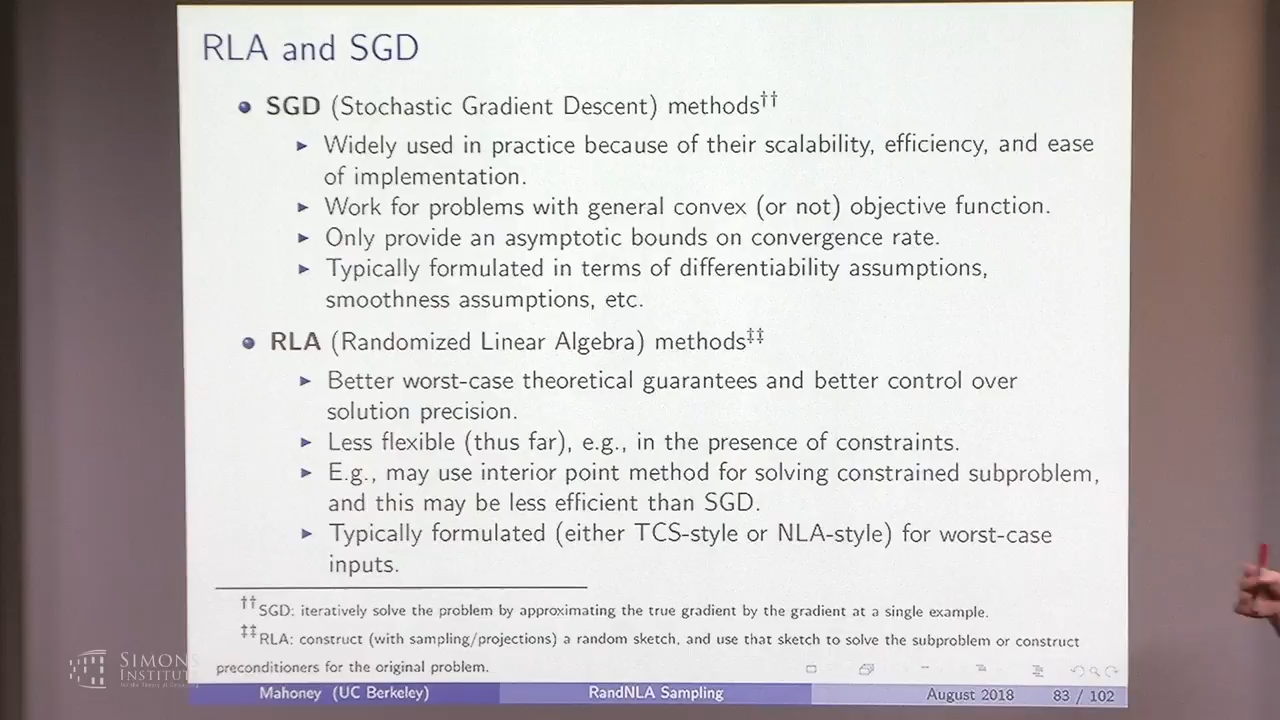 RLA and SGD
SGD (Stochastic Gradient Descent) methods††
Widely used in practice because of their scalability, efficiency, and ease
of implementation.
Work for problems with general convex (or not) objective function.
Only provide an asymptotic bounds on convergence rate.
Typically formulated in terms of differentiability assumptions,
smoothness assumptions, etc.
RLA (Randomized Linear Algebra) methods‡‡
Better worst-case theoretical guarantees and better control over
solution precision.
Less flexible (thus far), e.g., in the presence of constraints.
E.g., may use interior point method for solving constrained subproblem,
and this may be less efficient than SGD.
Typically formulated (either TCS-style or NLA-style) for worst-case
inputs.
††SGD: iteratively solve the problem by approximating the true gradient by the gradient at a single example.
‡‡RLA: construct (with sampling/projections) a random sketch, and use that sketch to solve the subproblem or construct
preconditioners for the original problem.
SIMONS
INSTITUTE
Mahoney (UC Berkeley) RandNLA Sampling August 2018 83 / 102